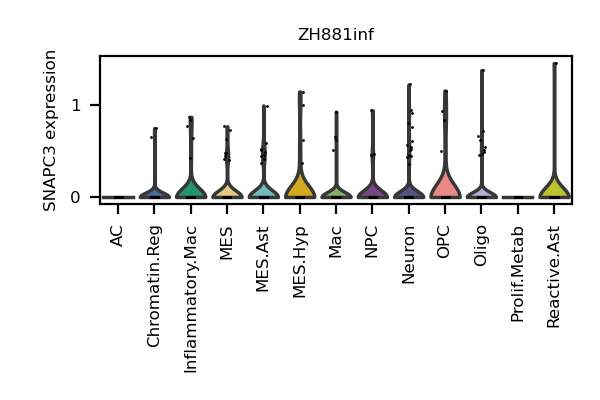 ZH881inf
SNAPC3 expression
1
0
AC
Chromatin.Reg
Inflammatory.Mac
MES
MES.Ast
MES.Hyp
Mac
NPC
Neuron
OPC
Oligo
Prolif.Metab
Reactive.Ast